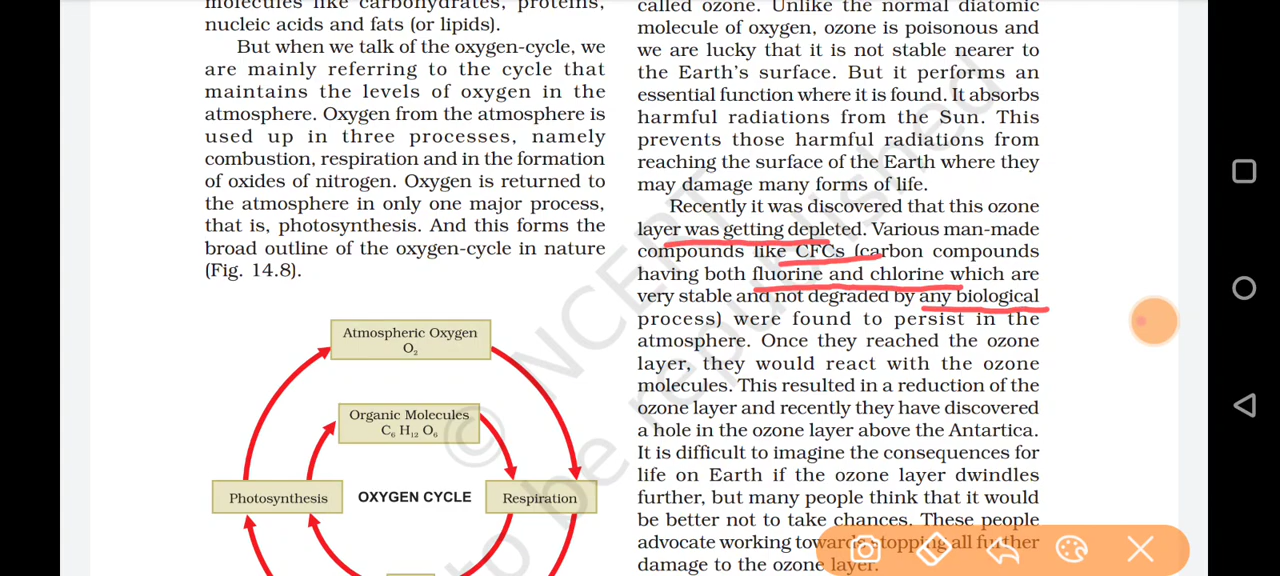 molecules like carbohydrates, proteins,
nucleic acids and fats (or lipids).
But when we talk of the oxygen-cycle, we
are mainly referring to the cycle that
maintains the levels of oxygen in the
atmosphere. Oxygen from the atmosphere is
used up in three processes, namely
combustion, respiration and in the formation
of oxides of nitrogen. Oxygen is returned to
the atmosphere in only one major process,
that is, photosynthesis. And this forms the
broad outline of the oxygen-cycle in nature
(Fig. 14.8).
Atmospheric Oxygen
O₂
Organic Molecules
C₆ H₁₂ O₆
Photosynthesis
OXYGEN CYCLE
Respiration
called ozone. Unlike the normal diatomic
molecule of oxygen, ozone is poisonous and
we are lucky that it is not stable nearer to
the Earth's surface. But it performs an
essential function where it is found. It absorbs
harmful radiations from the Sun. This
prevents those harmful radiations from
reaching the surface of the Earth where they
may damage many forms of life.
Recently it was discovered that this ozone
layer was getting depleted. Various man-made
compounds like CFCs (carbon compounds
having both fluorine and chlorine which are
very stable and not degraded by any biological
process) were found to persist in the
atmosphere. Once they reached the ozone
layer, they would react with the ozone
molecules. This resulted in a reduction of the
ozone layer and recently they have discovered
a hole in the ozone layer above the Antartica.
It is difficult to imagine the consequences for
life on Earth if the ozone layer dwindles
further, but many people think that it would
be better not to take chances. These people
advocate working towards stopping all further
damage to the ozone layer.
© NCERT
to be republished